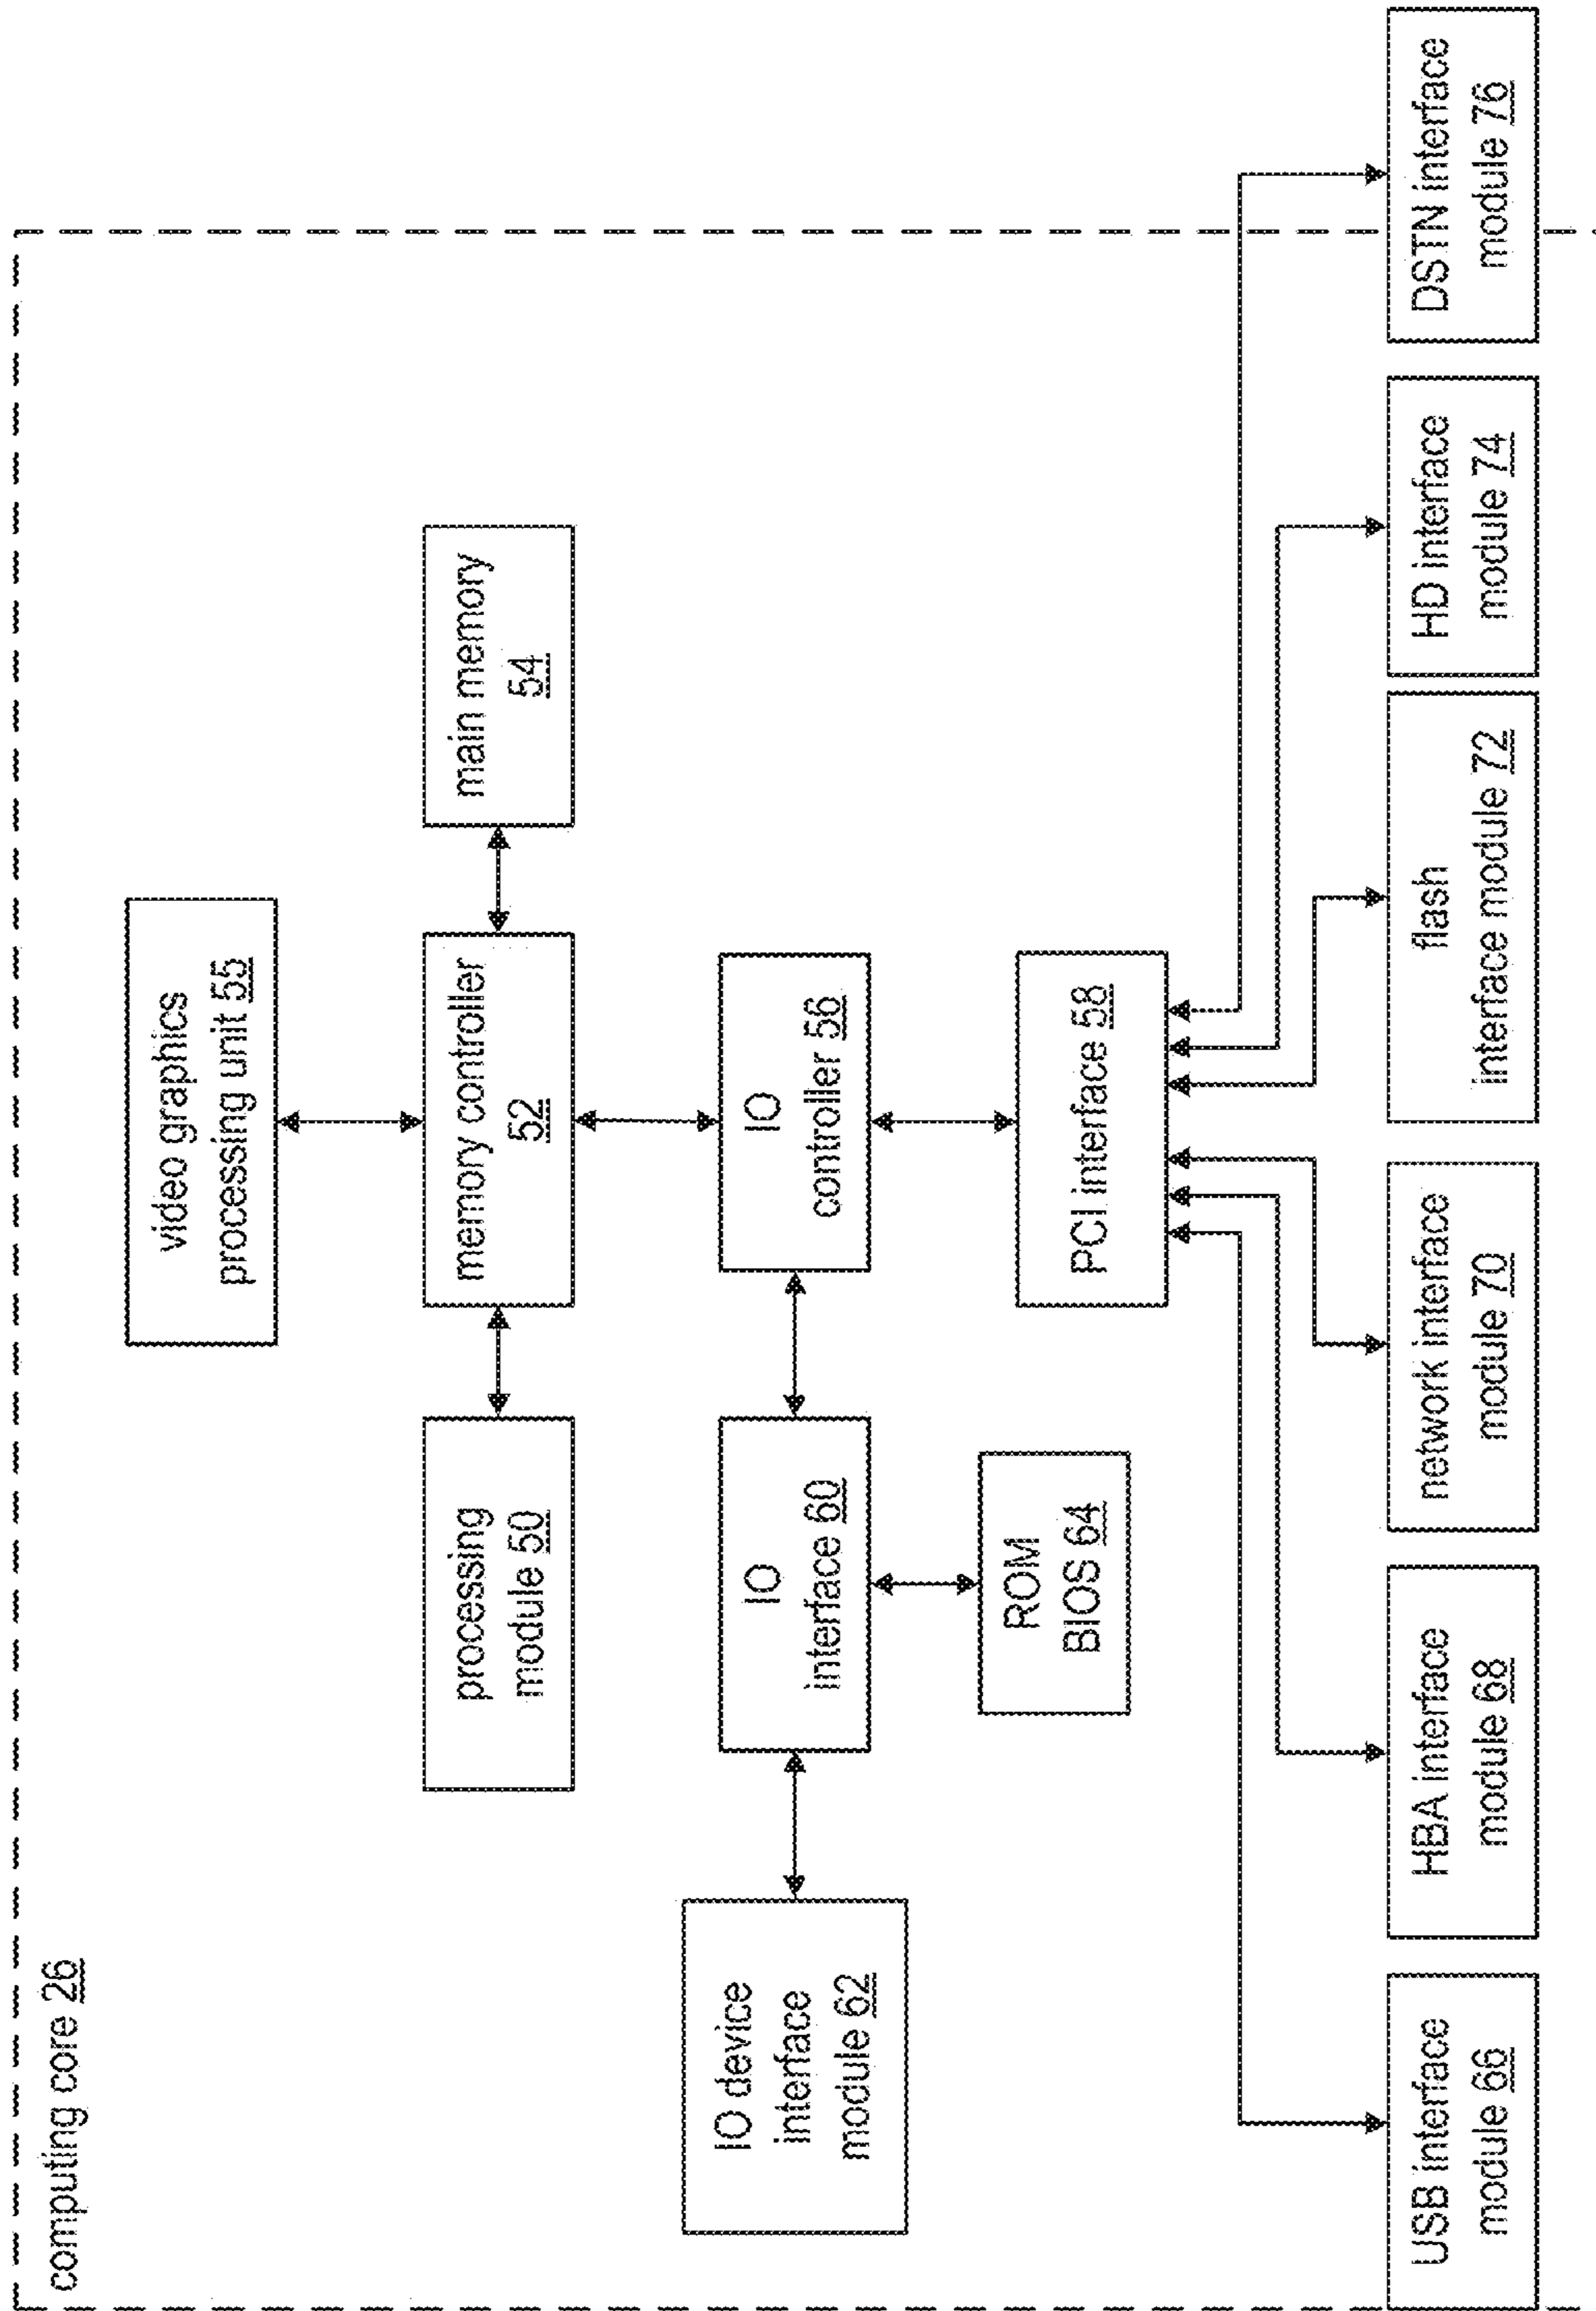 computing core 26
video graphics
processing unit 55
processing
module 50
memory controller
52
main memory
54
IO device
interface
module 62
IO
interface 60
IO
controller 56
ROM
BIOS 64
PCI interface 58
USB interface
module 66
HBA interface
module 68
network interface
module 70
flash
interface module 72
HD interface
module 74
DSTN interface
module 76